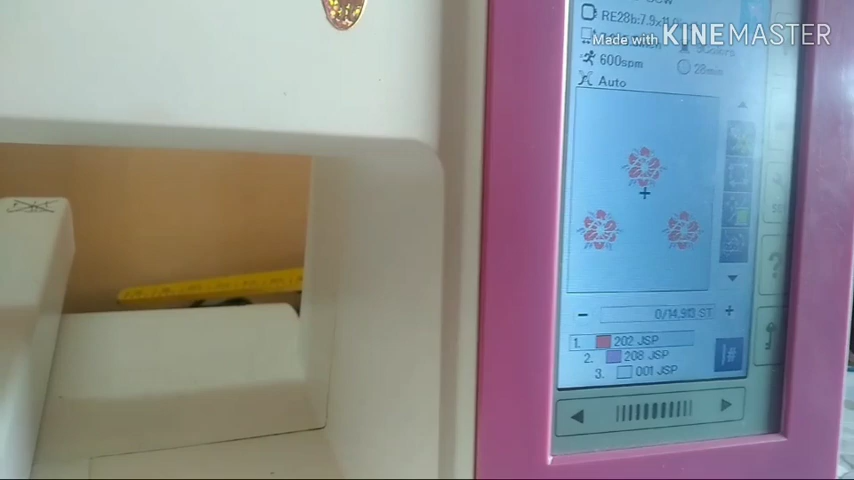 RE28b:7.9x11.0
Made with KINEMASTER
600spm
28min
Auto
- 0/14,913 ST +
1. 202 JSP
2. 208 JSP
3. 001 JSP